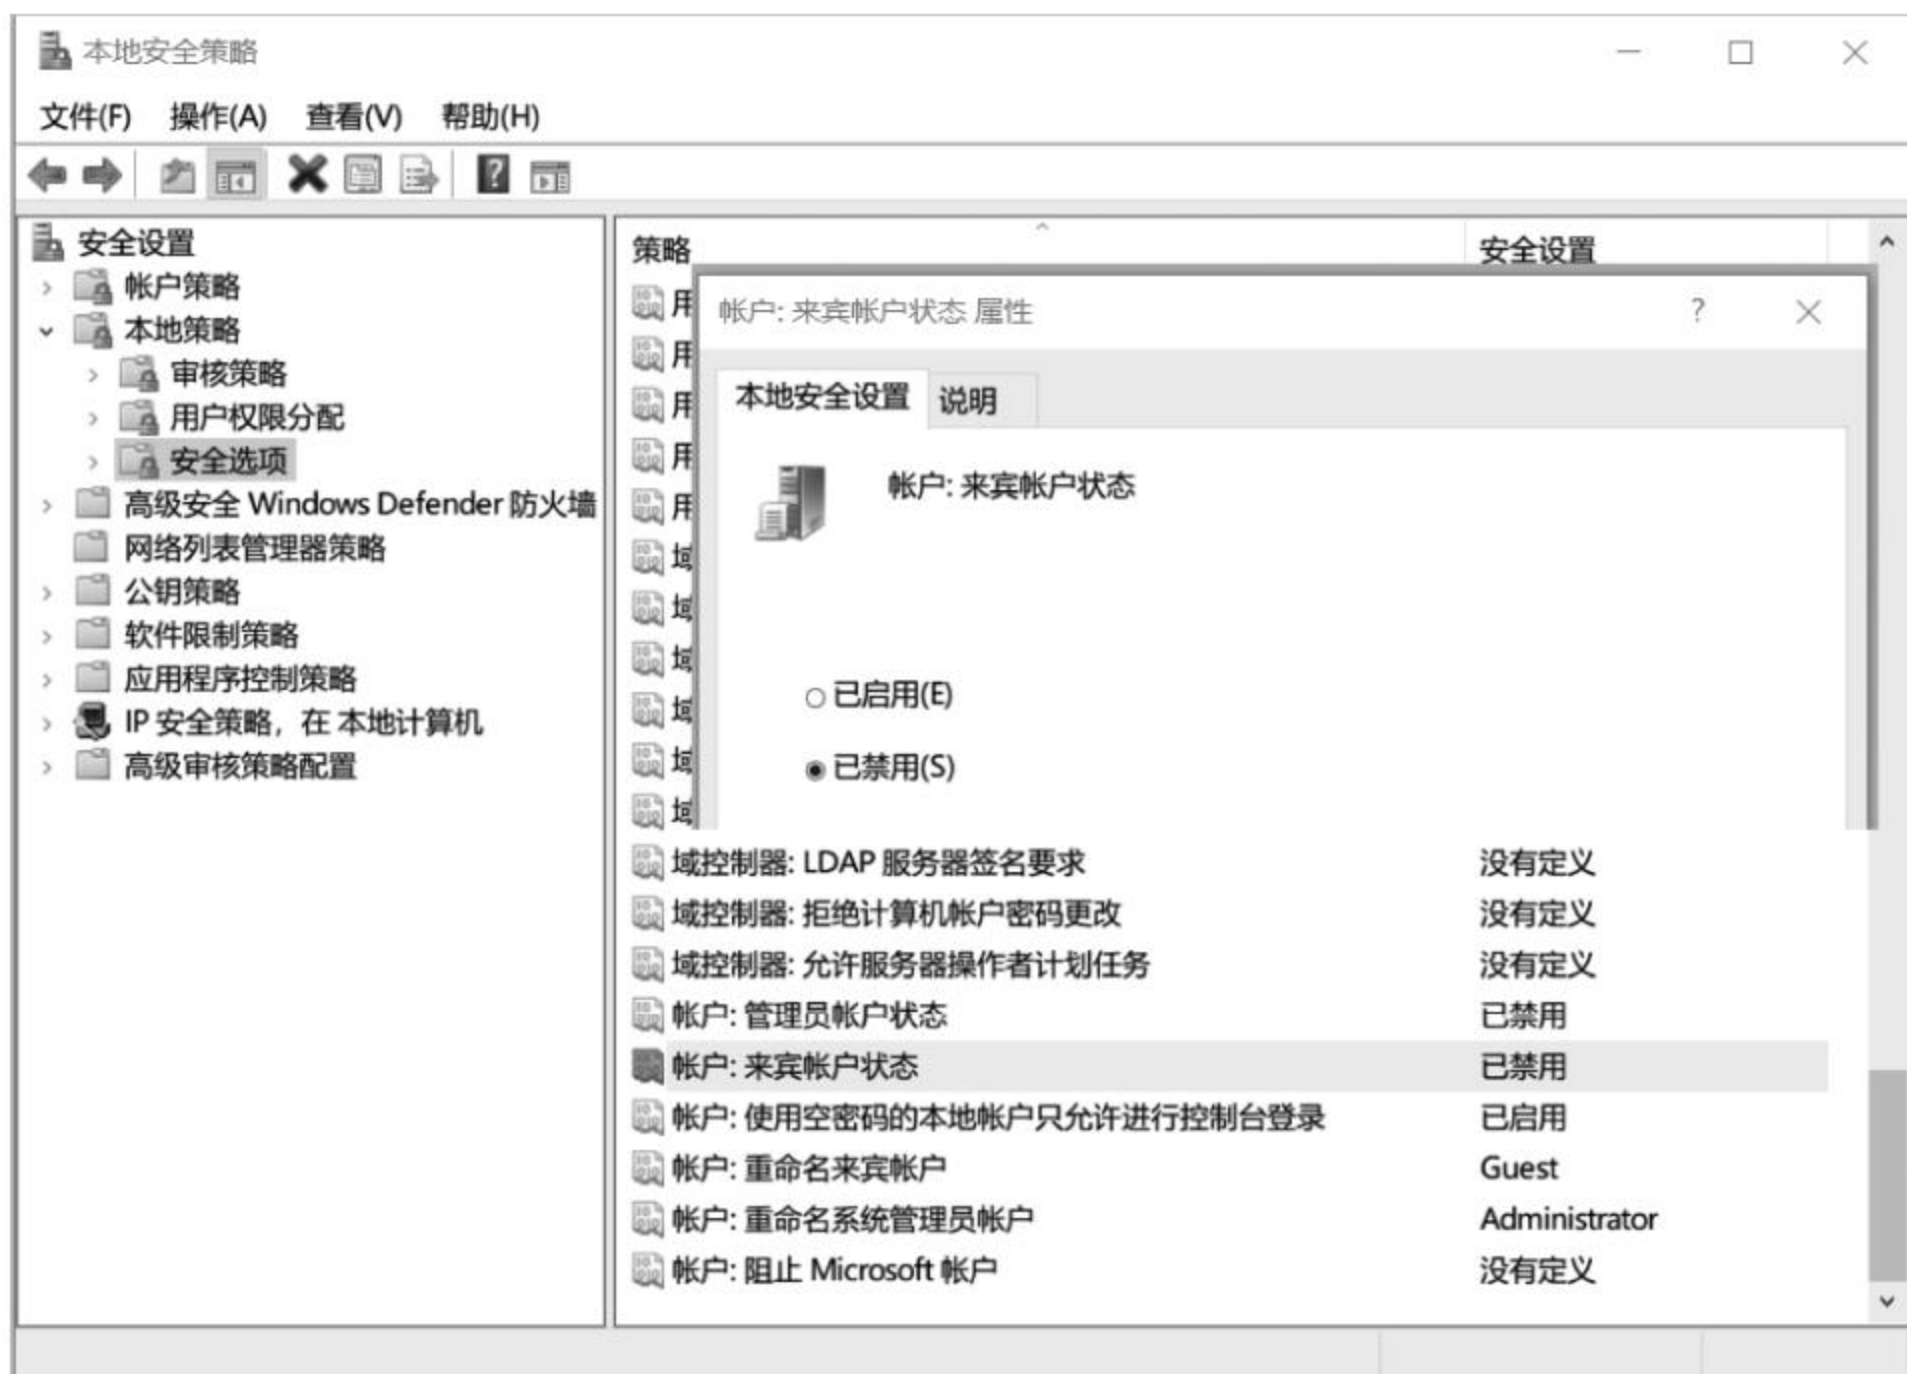 本地安全策略
文件(F) 操作(A) 查看(V) 帮助(H)
安全设置
帐户策略
本地策略
审核策略
用户权限分配
安全选项
高级安全 Windows Defender 防火墙
网络列表管理器策略
公钥策略
软件限制策略
应用程序控制策略
IP 安全策略，在 本地计算机
高级审核策略配置
策略 安全设置
用
用
用
用
用
域
域
域
域
域
域
帐户: 来宾帐户状态 属性 ?
本地安全设置 说明
帐户: 来宾帐户状态
已启用(E)
已禁用(S)
域控制器: LDAP 服务器签名要求 没有定义
域控制器: 拒绝计算机帐户密码更改 没有定义
域控制器: 允许服务器操作者计划任务 没有定义
帐户: 管理员帐户状态 已禁用
帐户: 来宾帐户状态 已禁用
帐户: 使用空密码的本地帐户只允许进行控制台登录 已启用
帐户: 重命名来宾帐户 Guest
帐户: 重命名系统管理员帐户 Administrator
帐户: 阻止 Microsoft 帐户 没有定义